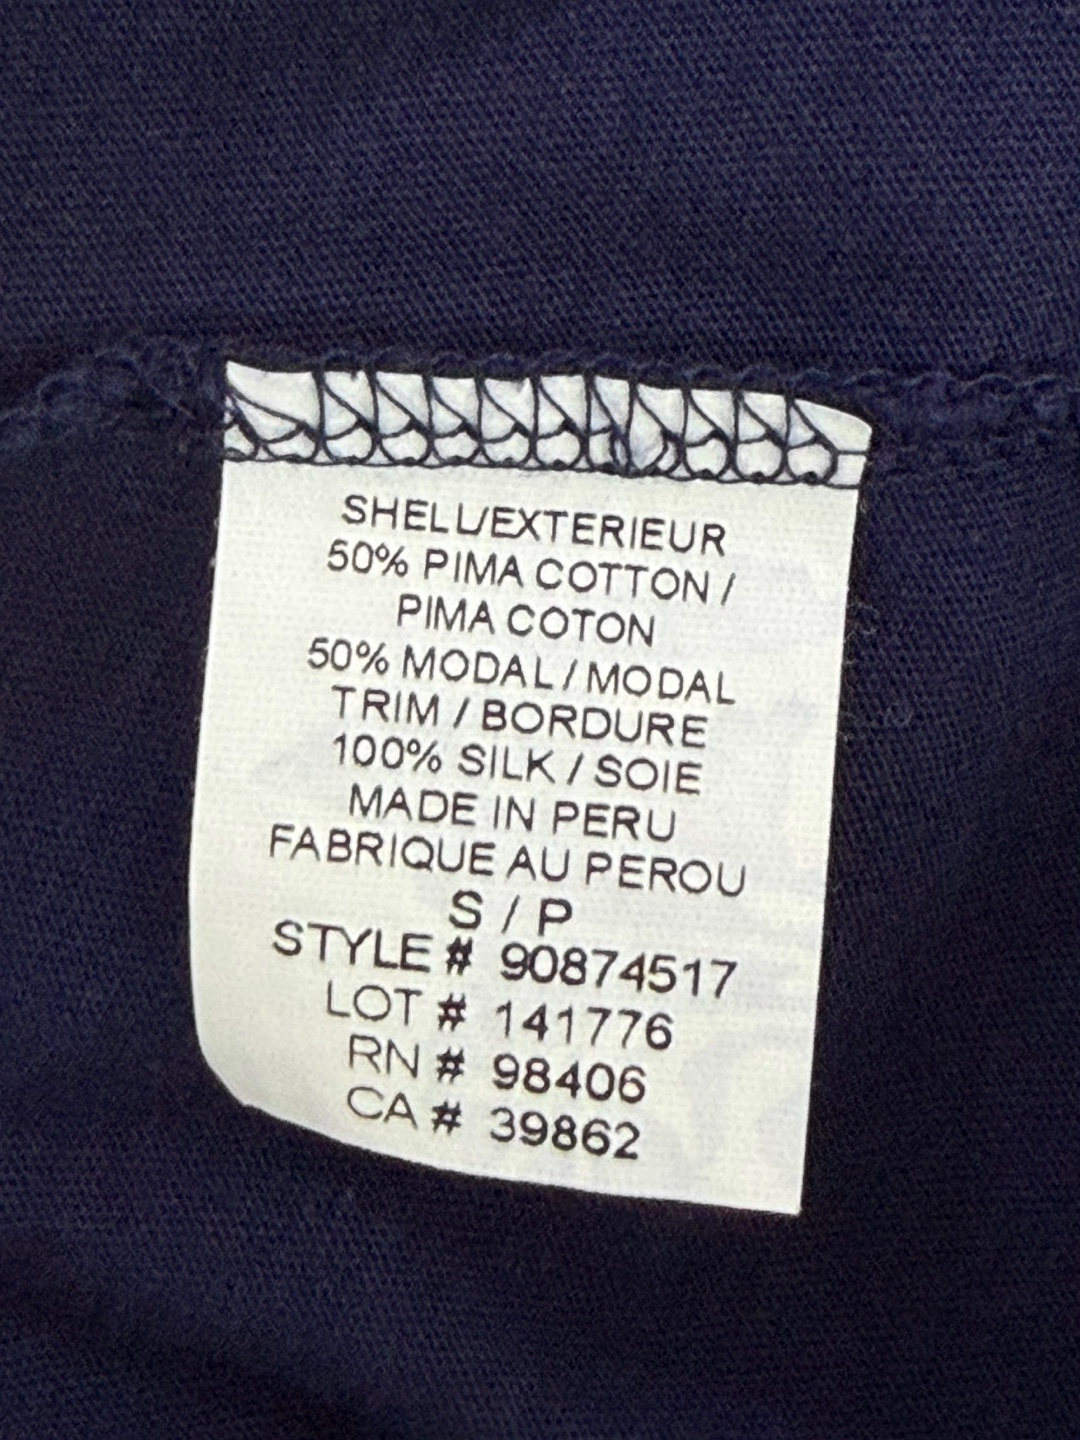 SHELL/EXTERIEUR
50% PIMA COTTON /
PIMA COTON
50% MODAL / MODAL
TRIM / BORDURE
100% SILK / SOIE
MADE IN PERU
FABRIQUE AU PEROU
S / P
STYLE # 90874517
LOT # 141776
RN # 98406
CA # 39862